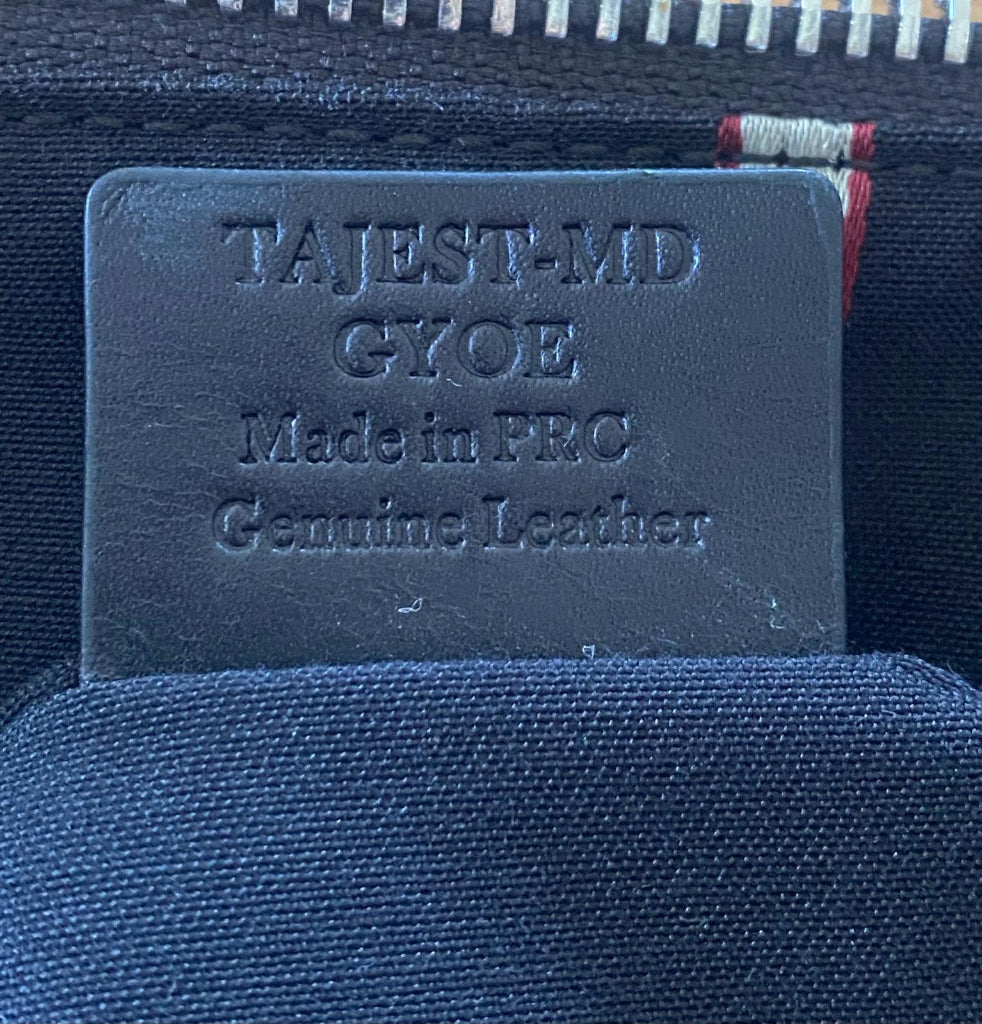 TAJEST-MD
GYOE
Made in PRC
Genuine Leather